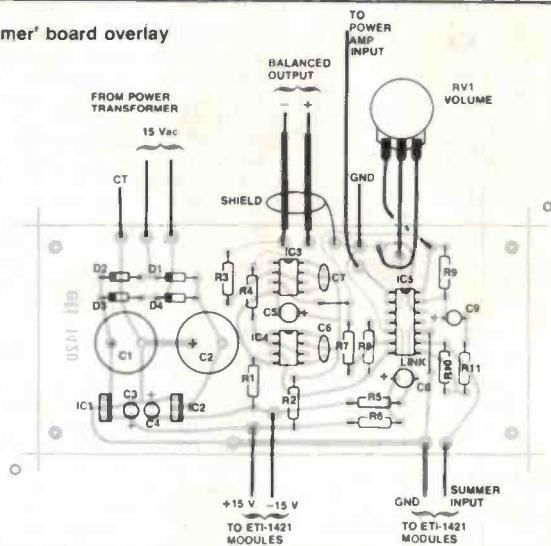 mer' board overlay
TO
POWER
AMP
INPUT
BALANCED
OUTPUT
- +
RV1
VOLUME
FROM POWER
TRANSFORMER
15 Vac
CT
SHIELD
GND
D2
D1
D3
D4
R3
R4
IC3
C7
IC5
R9
C5
C9
eti 1420
C1
C2
IC4
C6
R7
R8
LINK
R10
R11
R1
R2
C8
IC1
C3
C4
IC2
R5
R6
+15 V -15 V
TO ETI-1421
MODULES
GND
SUMMER
INPUT
TO ETI-1421
MODULES